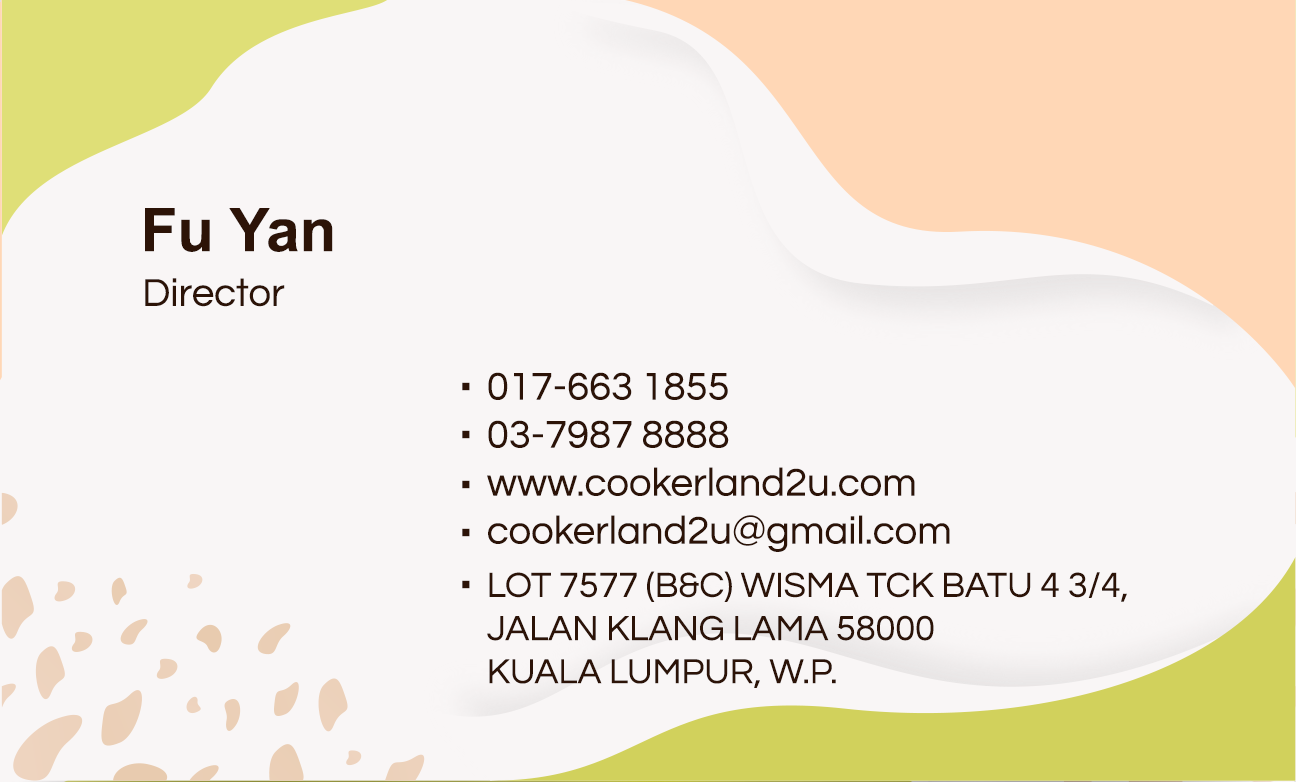 Fu Yan
Director
▪ 017-663 1855
▪ 03-7987 8888
▪ www.cookerland2u.com
▪ cookerland2u@gmail.com
▪ LOT 7577 (B&C) WISMA TCK BATU 4 3/4,
JALAN KLANG LAMA 58000
KUALA LUMPUR, W.P.